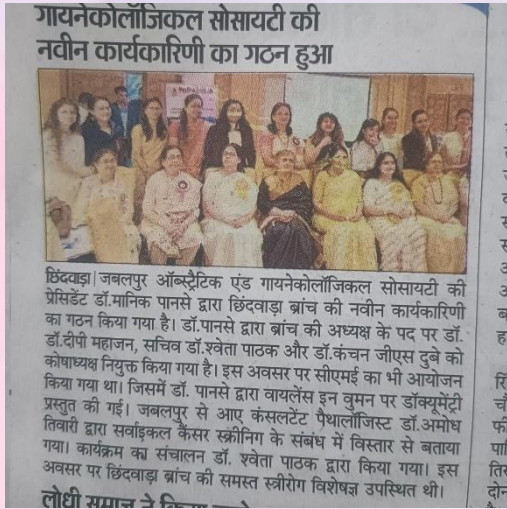 गायनेकोलॉजिकल सोसायटी की
नवीन कार्यकारिणी का गठन हुआ
छिंदवाड़ा| जबलपुर ऑब्स्ट्रैटिक एंड गायनेकोलॉजिकल सोसायटी की
प्रेसिडेंट डॉ.मानिक पानसे द्वारा छिंदवाड़ा ब्रांच की नवीन कार्यकारिणी
का गठन किया गया है। डॉ.पानसे द्वारा ब्रांच की अध्यक्ष के पद पर डॉ.
डॉ.दीपी महाजन, सचिव डॉ.श्वेता पाठक और डॉ.कंचन जीएस दुबे को
कोषाध्यक्ष नियुक्त किया गया है। इस अवसर पर सीएमई का भी आयोजन
किया गया था। जिसमें डॉ. पानसे द्वारा वायलेंस इन वुमन पर डॉक्यूमेंट्री
प्रस्तुत की गई। जबलपुर से आए कंसलटेंट पैथालॉजिस्ट डॉ.अमोध
तिवारी द्वारा सर्वाइकल कैंसर स्क्रीनिंग के संबंध में विस्तार से बताया
गया। कार्यक्रम का संचालन डॉ. श्वेता पाठक द्वारा किया गया। इस
अवसर पर छिंदवाड़ा ब्रांच की समस्त स्त्रीरोग विशेषज्ञ उपस्थित थी।
लोधी समाज ने